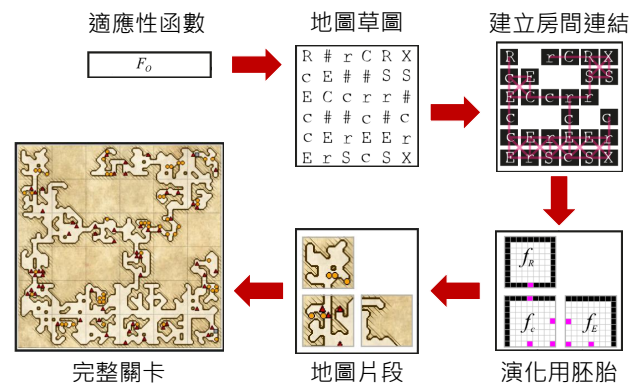 適應性函數
地圖草圖
建立房間連結
F_O
R # r C R X
c E # # S S
E C c r r #
c # # c # c
c E r E E r
E r S c S X
R r C R X
c E S S
E C c r r
c c c
C E r E E r
E r S c S X
f_R
f_c f_E
完整關卡
地圖片段
演化用胚胎